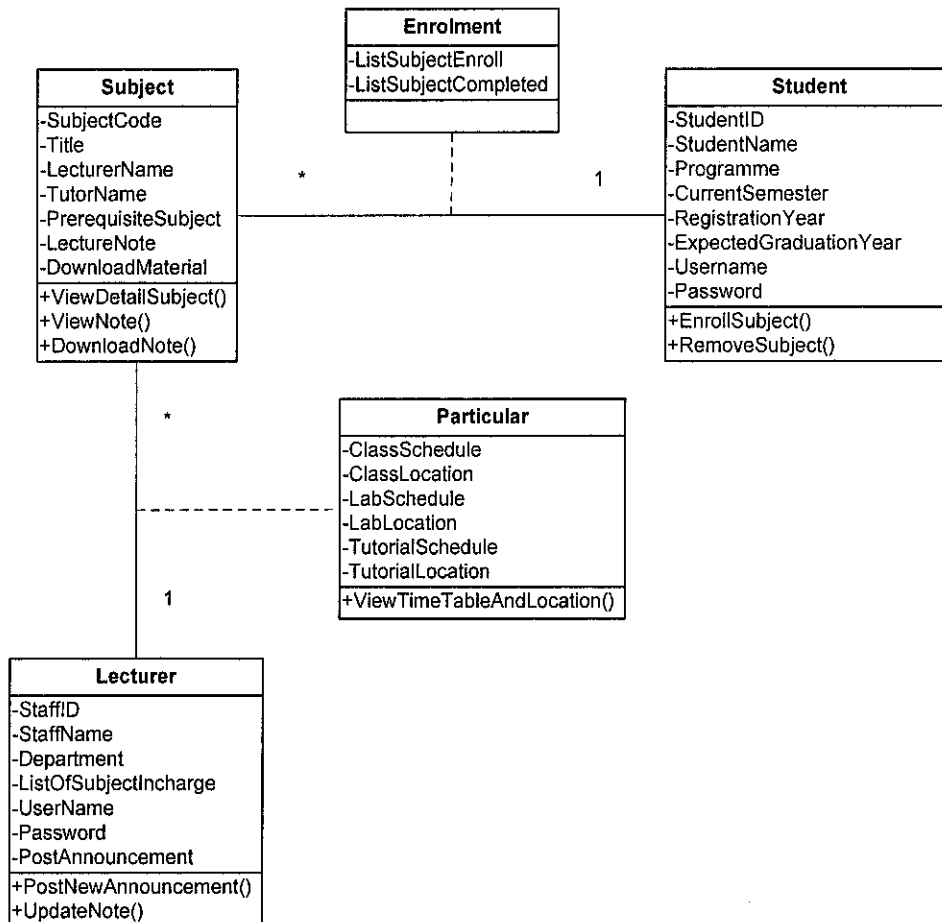 Enrolment
-ListSubjectEnroll
-ListSubjectCompleted
Subject
-SubjectCode
-Title
-LecturerName
-TutorName
-PrerequisiteSubject
-LectureNote
-DownloadMaterial
+ViewDetailSubject()
+ViewNote()
+DownloadNote()
*
1
Student
-StudentID
-StudentName
-Programme
-CurrentSemester
-RegistrationYear
-ExpectedGraduationYear
-Username
-Password
+EnrollSubject()
+RemoveSubject()
*
1
Particular
-ClassSchedule
-ClassLocation
-LabSchedule
-LabLocation
-TutorialSchedule
-TutorialLocation
+ViewTimeTableAndLocation()
Lecturer
-StaffID
-StaffName
-Department
-ListOfSubjectIncharge
-UserName
-Password
-PostAnnouncement
+PostNewAnnouncement()
+UpdateNote()